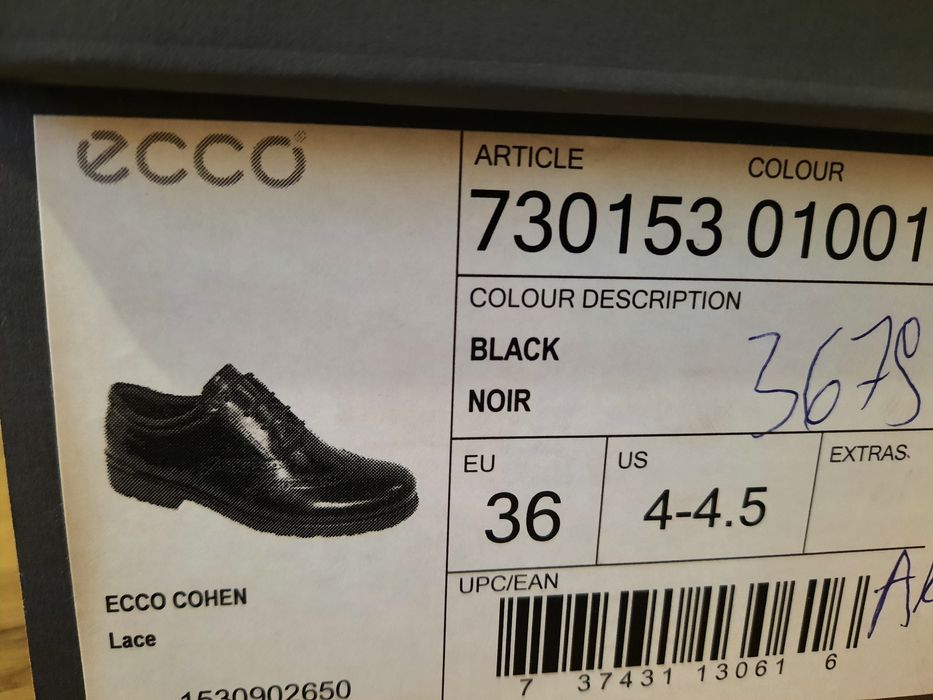 ecco
ARTICLE COLOUR
730153 01001
COLOUR DESCRIPTION
BLACK
NOIR
3679
EU
36
US
4-4.5
EXTRAS
UPC/EAN
7 37431 13061 6
ECCO COHEN
Lace
1530902650